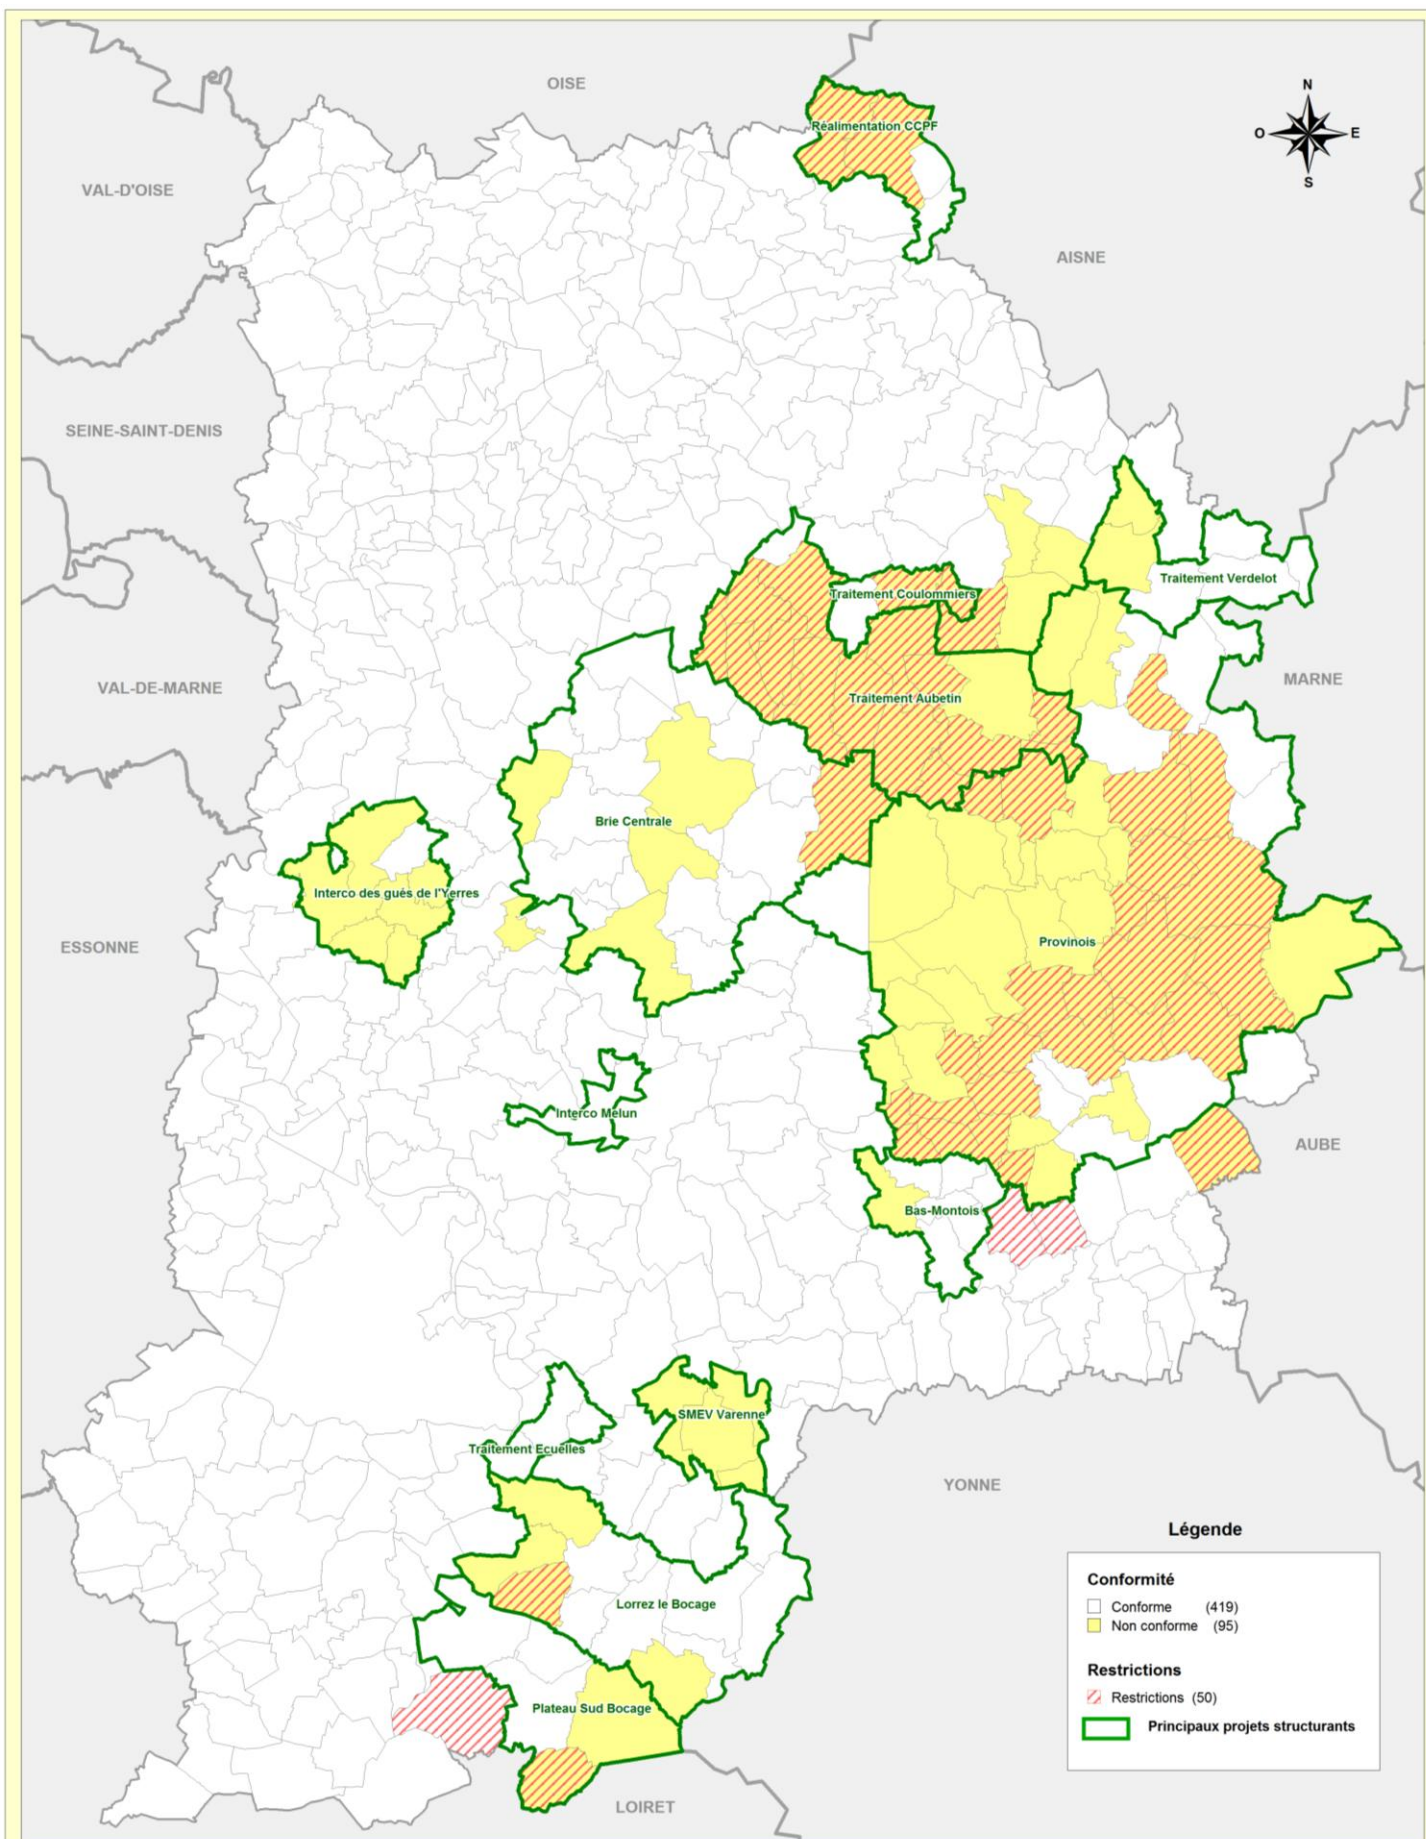 OISE
N
O
E
S
Réalimentation CCPF
VAL-D'OISE
AISNE
SEINE-SAINT-DENIS
Traitement Verdelot
Traitement Coulommiers
MARNE
VAL-DE-MARNE
Traitement Aubetin
Brie Centrale
Interco des gués de l'Yerres
Provinois
ESSONNE
Interco Melun
AUBE
Bas-Montois
SMEV Varenne
Traitement Ecuelles
YONNE
Lorrez le Bocage
Plateau Sud Bocage
LOIRET
Légende
Conformité
Conforme (419)
Non conforme (95)
Restrictions
Restrictions (50)
Principaux projets structurants